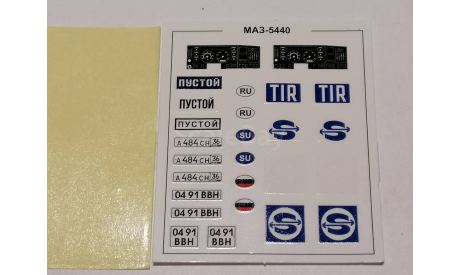 МАЗ-5440
ПУСТОЙ
RU
TIR
TIR
ПУСТОЙ
RU
ПУСТОЙ
SU
А 484 СН 36
А 484 СН 36
SU
А 484 СН 36
04 91 ВВН
04 91 ВВН
04 91
ВВН
04 91
ВВН